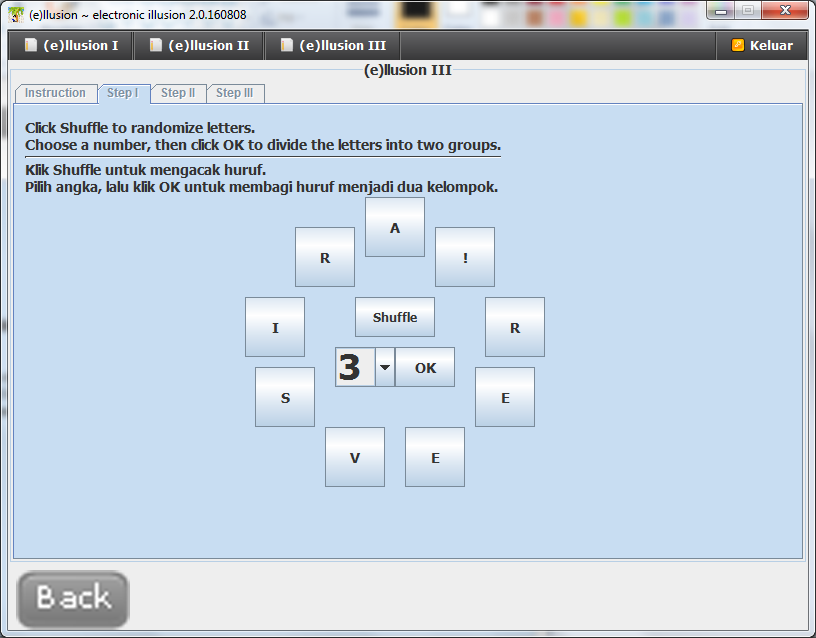 (e)llusion ~ electronic illusion 2.0.160808
(e)llusion I (e)llusion II (e)llusion III Keluar
(e)llusion III
Instruction Step I Step II Step III
Click Shuffle to randomize letters.
Choose a number, then click OK to divide the letters into two groups.
Klik Shuffle untuk mengacak huruf.
Pilih angka, lalu klik OK untuk membagi huruf menjadi dua kelompok.
A
R !
I Shuffle R
3 OK
S E
V E
Back